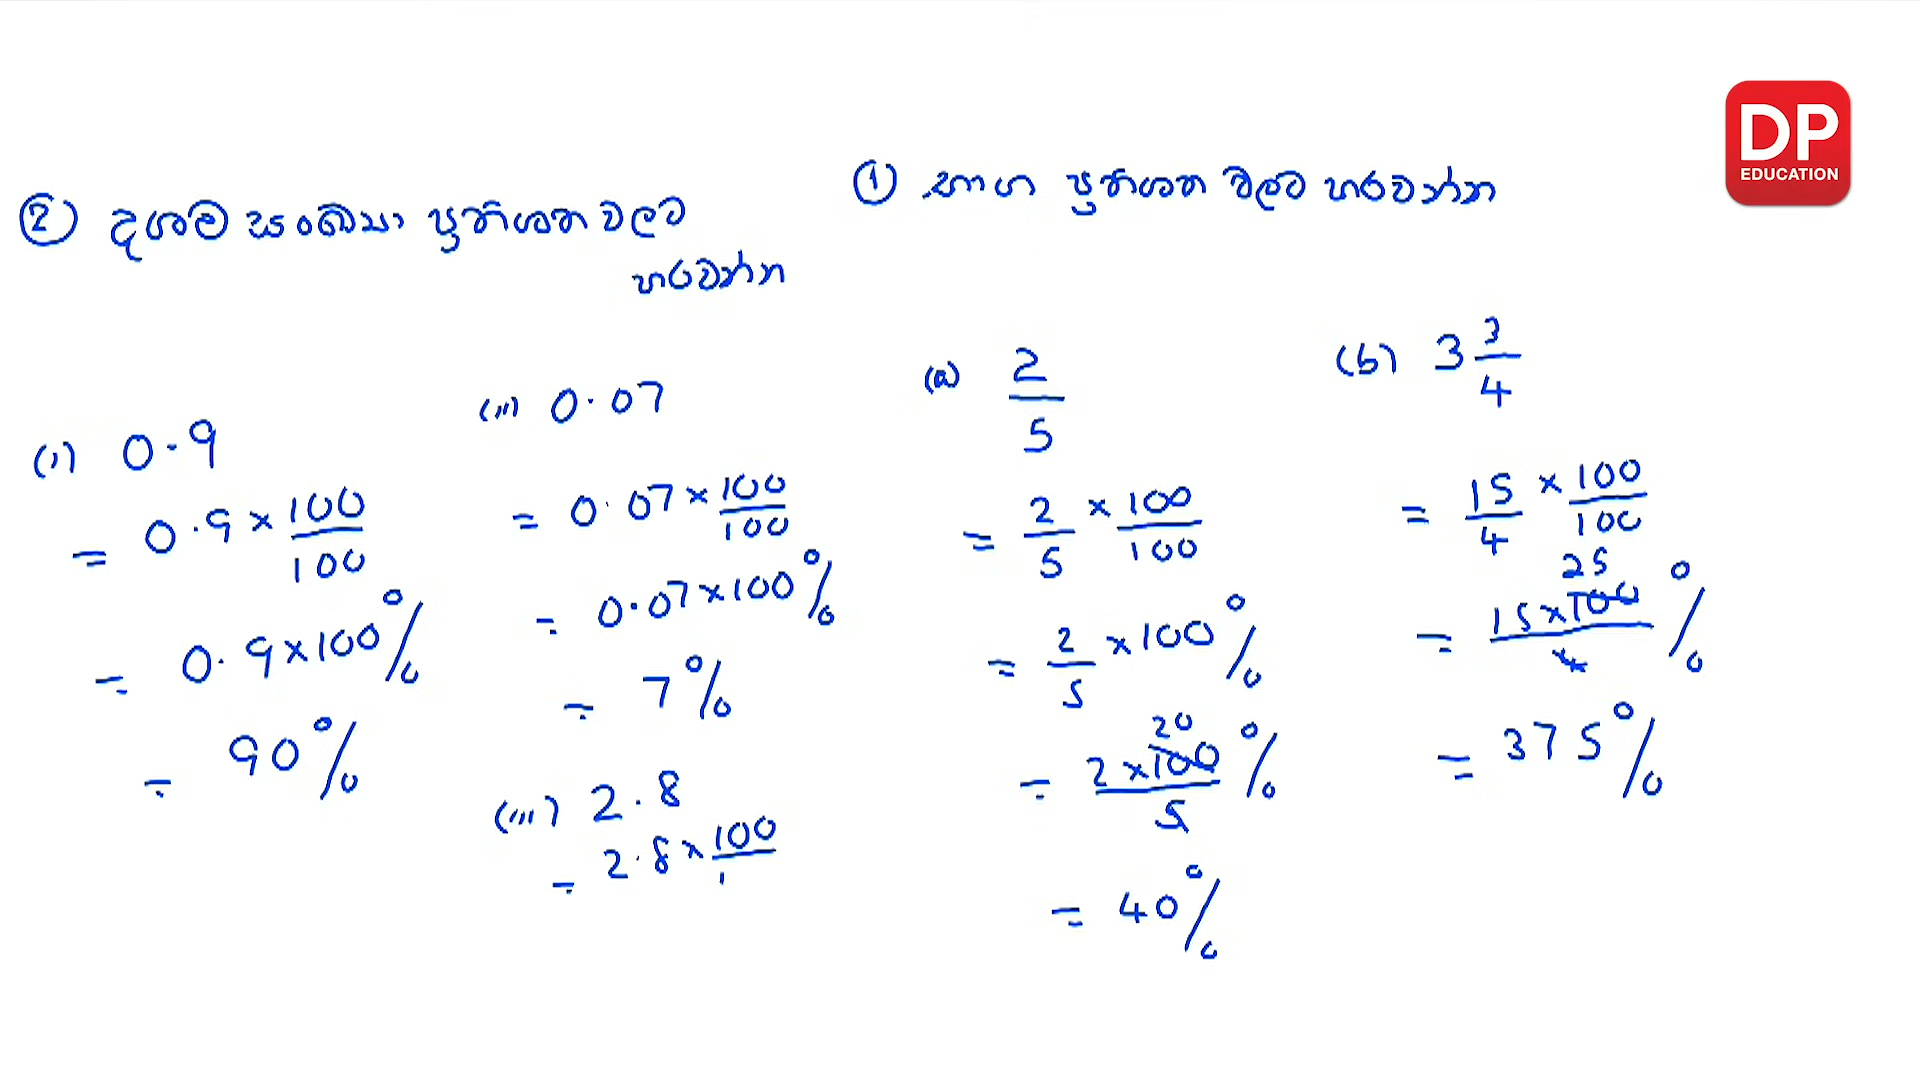 DP
EDUCATION
① භාග ප්‍රතිශත වලට හරවන්න
(a) 2/5
= 2/5 × 100/100
= 2/5 × 100%
= 2 × 100/5 % 20
= 40%
(b) 3 3/4
= 15/4 × 100/100
= 15 × 100/4 % 25
= 375%
② දශම සංඛ්‍යා ප්‍රතිශත වලට
හරවන්න
(i) 0.9
= 0.9 × 100/100
= 0.9 × 100%
= 90%
(ii) 0.07
= 0.07 × 100/100
= 0.07 × 100%
= 7%
(iii) 2.8
= 2.8 × 100/1